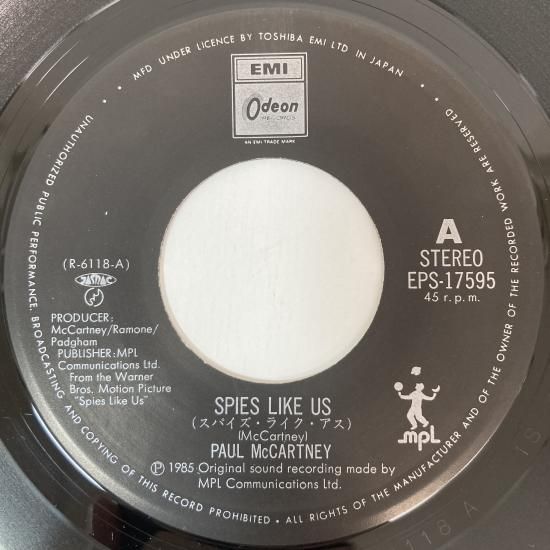 • MFD UNDER LICENCE BY TOSHIBA EMI LTD IN JAPAN •
EMI
Odeon
AN EMI TRADE MARK
A
STEREO
EPS-17595
45 r.p.m.
(R-6118-A)
PRODUCER:
McCartney/Ramone/
Padgham
PUBLISHER:MPL
Communications Ltd.
From the Warner
Bros. Motion Picture
"Spies Like Us"
mpL
SPIES LIKE US
(スパイズ・ライク・アス)
(McCartney)
PAUL McCARTNEY
Ⓟ 1985 Original sound recording made by
MPL Communications Ltd.
UNAUTHORIZED PUBLIC PERFORMANCE, BROADCASTING AND COPYING OF THIS RECORD PROHIBITED • ALL RIGHTS OF THE MANUFACTURER AND OF THE OWNER OF THE RECORDED WORK ARE RESERVED